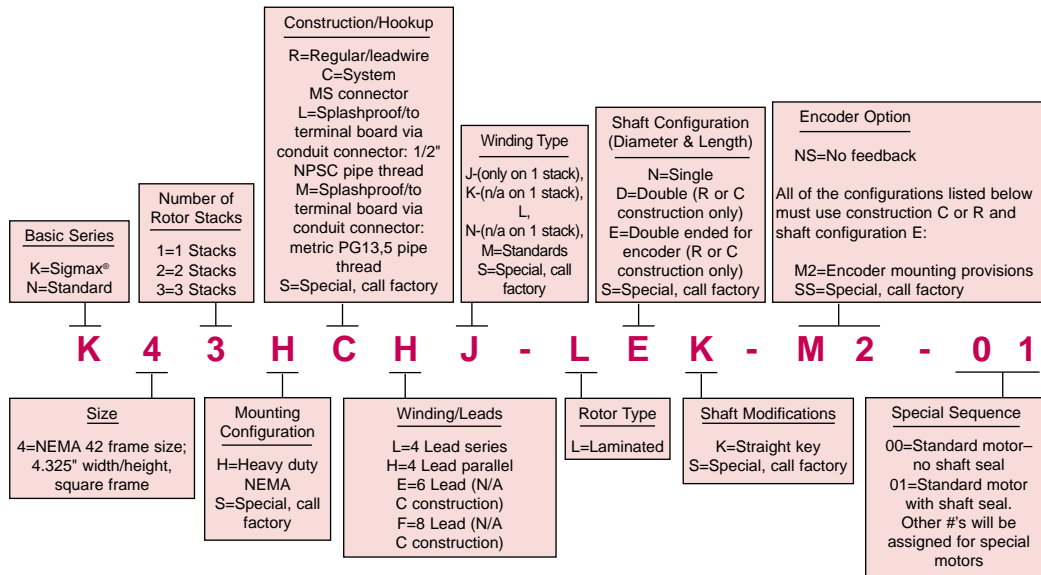 Construction/Hookup
R=Regular/leadwire
C=System
MS connector
L=Splashproof/to
terminal board via
conduit connector: 1/2"
NPSC pipe thread
M=Splashproof/to
terminal board via
conduit connector:
metric PG13,5 pipe
thread
S=Special, call factory
Basic Series
K=Sigmax®
N=Standard
Number of
Rotor Stacks
1=1 Stacks
2=2 Stacks
3=3 Stacks
Winding Type
J-(only on 1 stack),
K-(n/a on 1 stack),
L,
N-(n/a on 1 stack),
M=Standards
S=Special, call
factory
Shaft Configuration
(Diameter & Length)
N=Single
D=Double (R or C
construction only)
E=Double ended for
encoder (R or C
construction only)
S=Special, call factory
Encoder Option
NS=No feedback
All of the configurations listed below
must use construction C or R and
shaft configuration E:
M2=Encoder mounting provisions
SS=Special, call factory
K 4 3 H C H J - L E K - M 2 - 0 1
Size
4=NEMA 42 frame size;
4.325" width/height,
square frame
Mounting
Configuration
H=Heavy duty
NEMA
S=Special, call
factory
Winding/Leads
L=4 Lead series
H=4 Lead parallel
E=6 Lead (N/A
C construction)
F=8 Lead (N/A
C construction)
Rotor Type
L=Laminated
Shaft Modifications
K=Straight key
S=Special, call factory
Special Sequence
00=Standard motor–
no shaft seal
01=Standard motor
with shaft seal.
Other #'s will be
assigned for special
motors